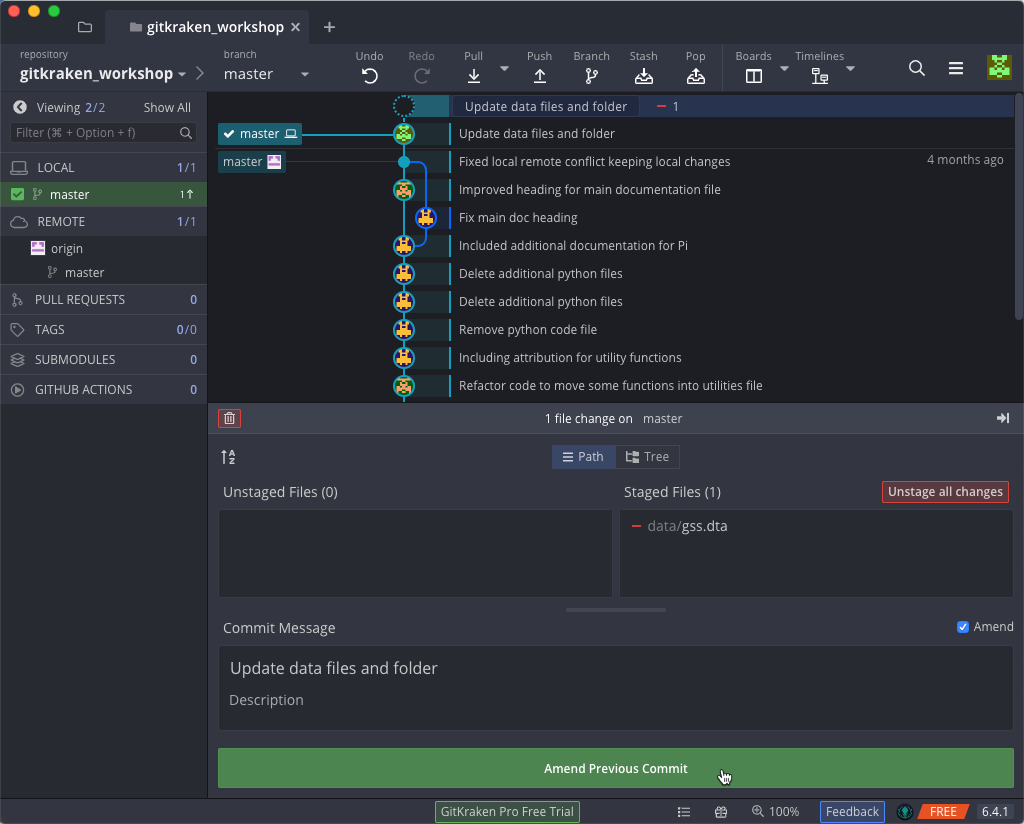 gitkraken_workshop
repository
gitkraken_workshop
branch
master
Undo
Redo
Pull
Push
Branch
Stash
Pop
Boards
Timelines
Viewing 2/2
Show All
Filter (⌘ + Option + f)
LOCAL
1/1
master
1↑
REMOTE
1/1
origin
master
PULL REQUESTS
0
TAGS
0/0
SUBMODULES
0
GITHUB ACTIONS
0
Update data files and folder
1
master
Update data files and folder
master
Fixed local remote conflict keeping local changes
4 months ago
Improved heading for main documentation file
Fix main doc heading
Included additional documentation for Pi
Delete additional python files
Delete additional python files
Remove python code file
Including attribution for utility functions
Refactor code to move some functions into utilities file
1 file change on master
A
Z
Path
Tree
Unstaged Files (0)
Staged Files (1)
Unstage all changes
data/gss.dta
Commit Message
Amend
Update data files and folder
Description
Amend Previous Commit
GitKraken Pro Free Trial
100%
Feedback
FREE
6.4.1